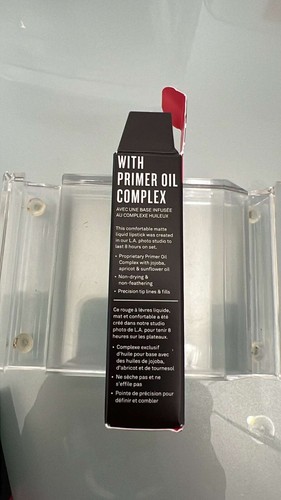 WITH
PRIMER OIL
COMPLEX
AVEC UNE BASE INFUSÉE
AU COMPLEXE HUILEUX
This comfortable matte
liquid lipstick was created
in our L.A. photo studio to
last 8 hours on set.
• Proprietary Primer Oil
Complex with jojoba,
apricot & sunflower oil
• Non-drying &
non-feathering
• Precision tip lines & fills
Ce rouge à lèvres liquide,
mat et confortable a été
créé dans notre studio
photo de L.A. pour tenir 8
heures sur les plateaux.
• Complexe exclusif
d'huile pour base avec
des huiles de jojoba,
d'abricot et de tournesol
• Ne sèche pas et ne
s'effile pas
• Pointe de précision pour
définir et combler